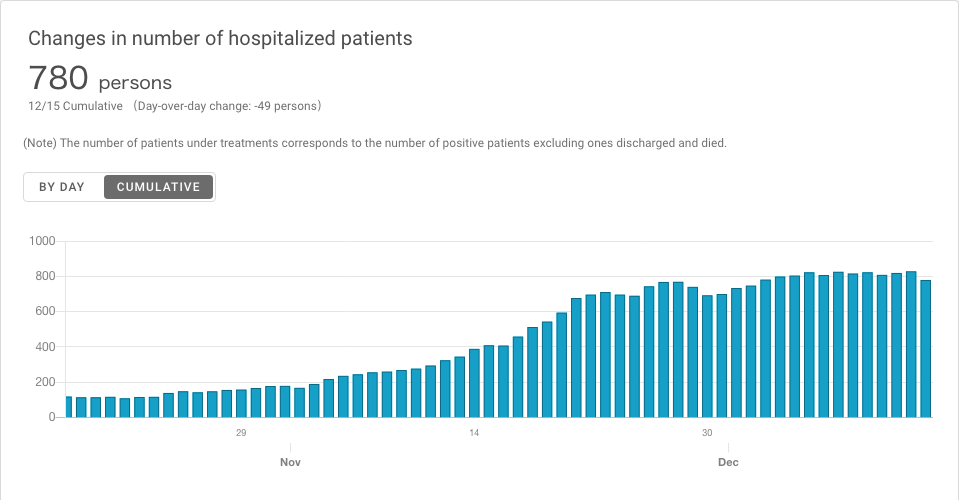 Changes in number of hospitalized patients
780 persons
12/15 Cumulative （Day-over-day change: -49 persons）
(Note) The number of patients under treatments corresponds to the number of positive patients excluding ones discharged and died.
BY DAY CUMULATIVE
1000
800
600
400
200
0
29 14 30
Nov Dec